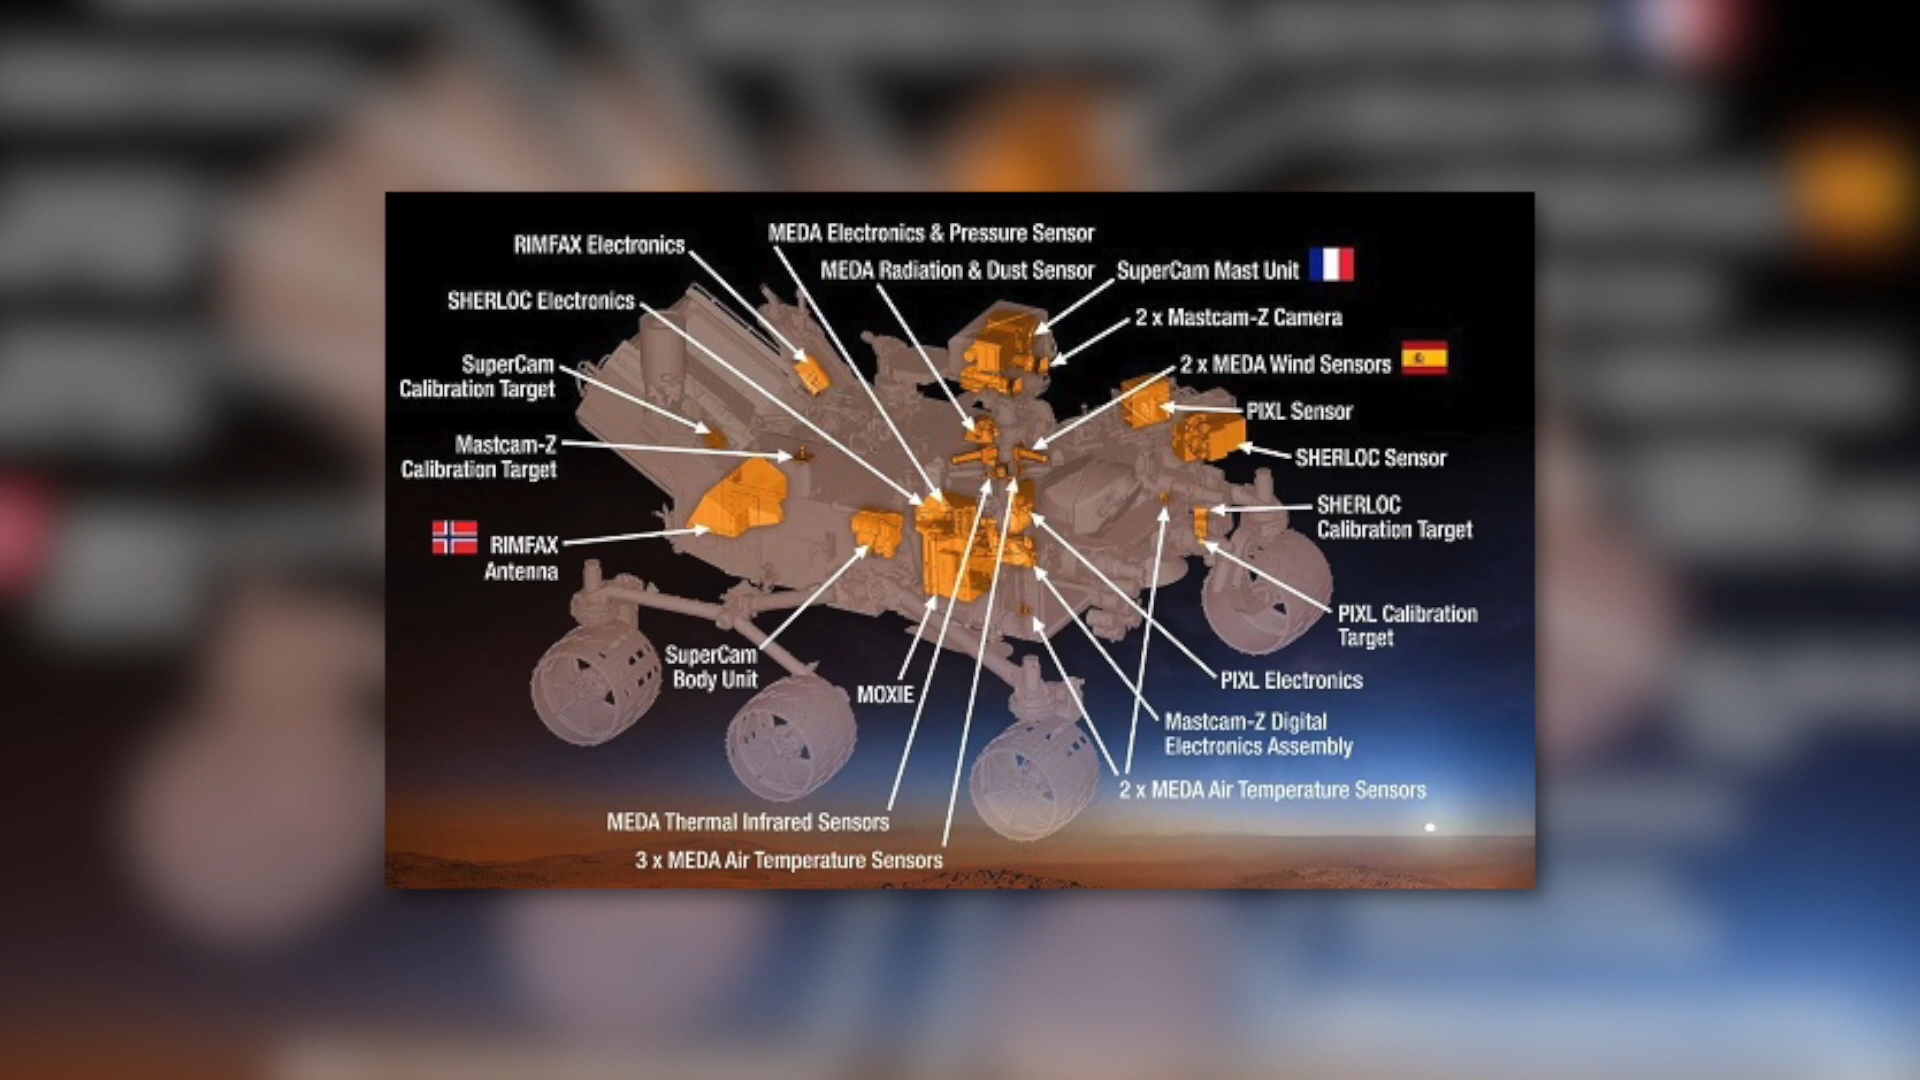 RIMFAX Electronics
MEDA Electronics & Pressure Sensor
MEDA Radiation & Dust Sensor
SuperCam Mast Unit
SHERLOC Electronics
2 x Mastcam-Z Camera
SuperCam
Calibration Target
2 x MEDA Wind Sensors
PIXL Sensor
Mastcam-Z
Calibration Target
SHERLOC Sensor
SHERLOC
Calibration Target
RIMFAX
Antenna
PIXL Calibration
Target
SuperCam
Body Unit
MOXIE
PIXL Electronics
Mastcam-Z Digital
Electronics Assembly
2 x MEDA Air Temperature Sensors
MEDA Thermal Infrared Sensors
3 x MEDA Air Temperature Sensors